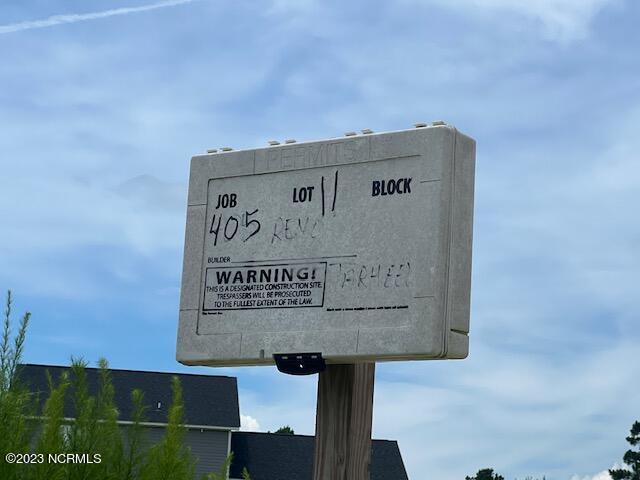 PERMITS
JOB LOT 11 BLOCK
405
BUILDER
WARNING!
THIS IS A DESIGNATED CONSTRUCTION SITE.
TRESPASSERS WILL BE PROSECUTED
TO THE FULLEST EXTENT OF THE LAW.
TARHEEL
©2023 NCRMLS